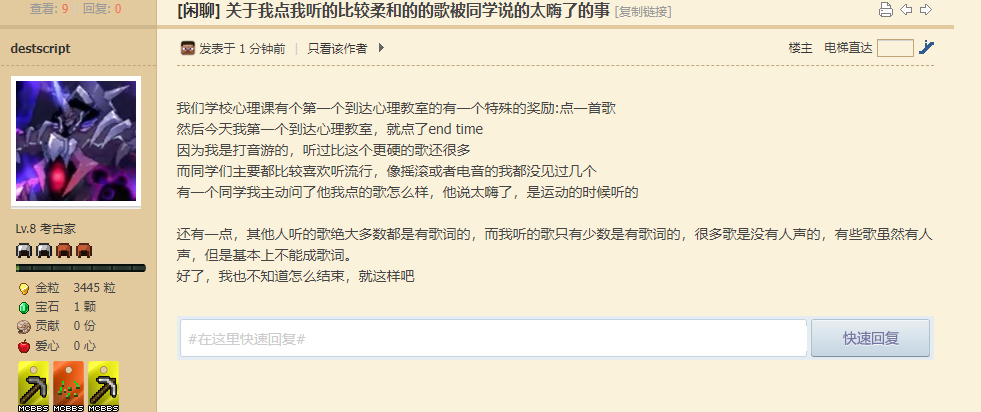 查看: 9 回复: 0
[闲聊] 关于我点我听的比较柔和的的歌被同学说的太嗨了的事 [复制链接]
destscript
发表于 1 分钟前 | 只看该作者
楼主 电梯直达
我们学校心理课有个第一个到达心理教室的有一个特殊的奖励:点一首歌
然后今天我第一个到达心理教室，就点了end time
因为我是打音游的，听过比这个更硬的歌还很多
而同学们主要都比较喜欢听流行，像摇滚或者电音的我都没见过几个
有一个同学我主动问了他我点的歌怎么样，他说太嗨了，是运动的时候听的
还有一点，其他人听的歌绝大多数都是有歌词的，而我听的歌只有少数是有歌词的，很多歌是没有人声的，有些歌虽然有人
声，但是基本上不能成歌词。
好了，我也不知道怎么结束，就这样吧
Lv.8 考古家
金粒 3445 粒
宝石 1 颗
贡献 0 份
爱心 0 心
MCBBS MCBBS MCBBS
#在这里快速回复#
快速回复